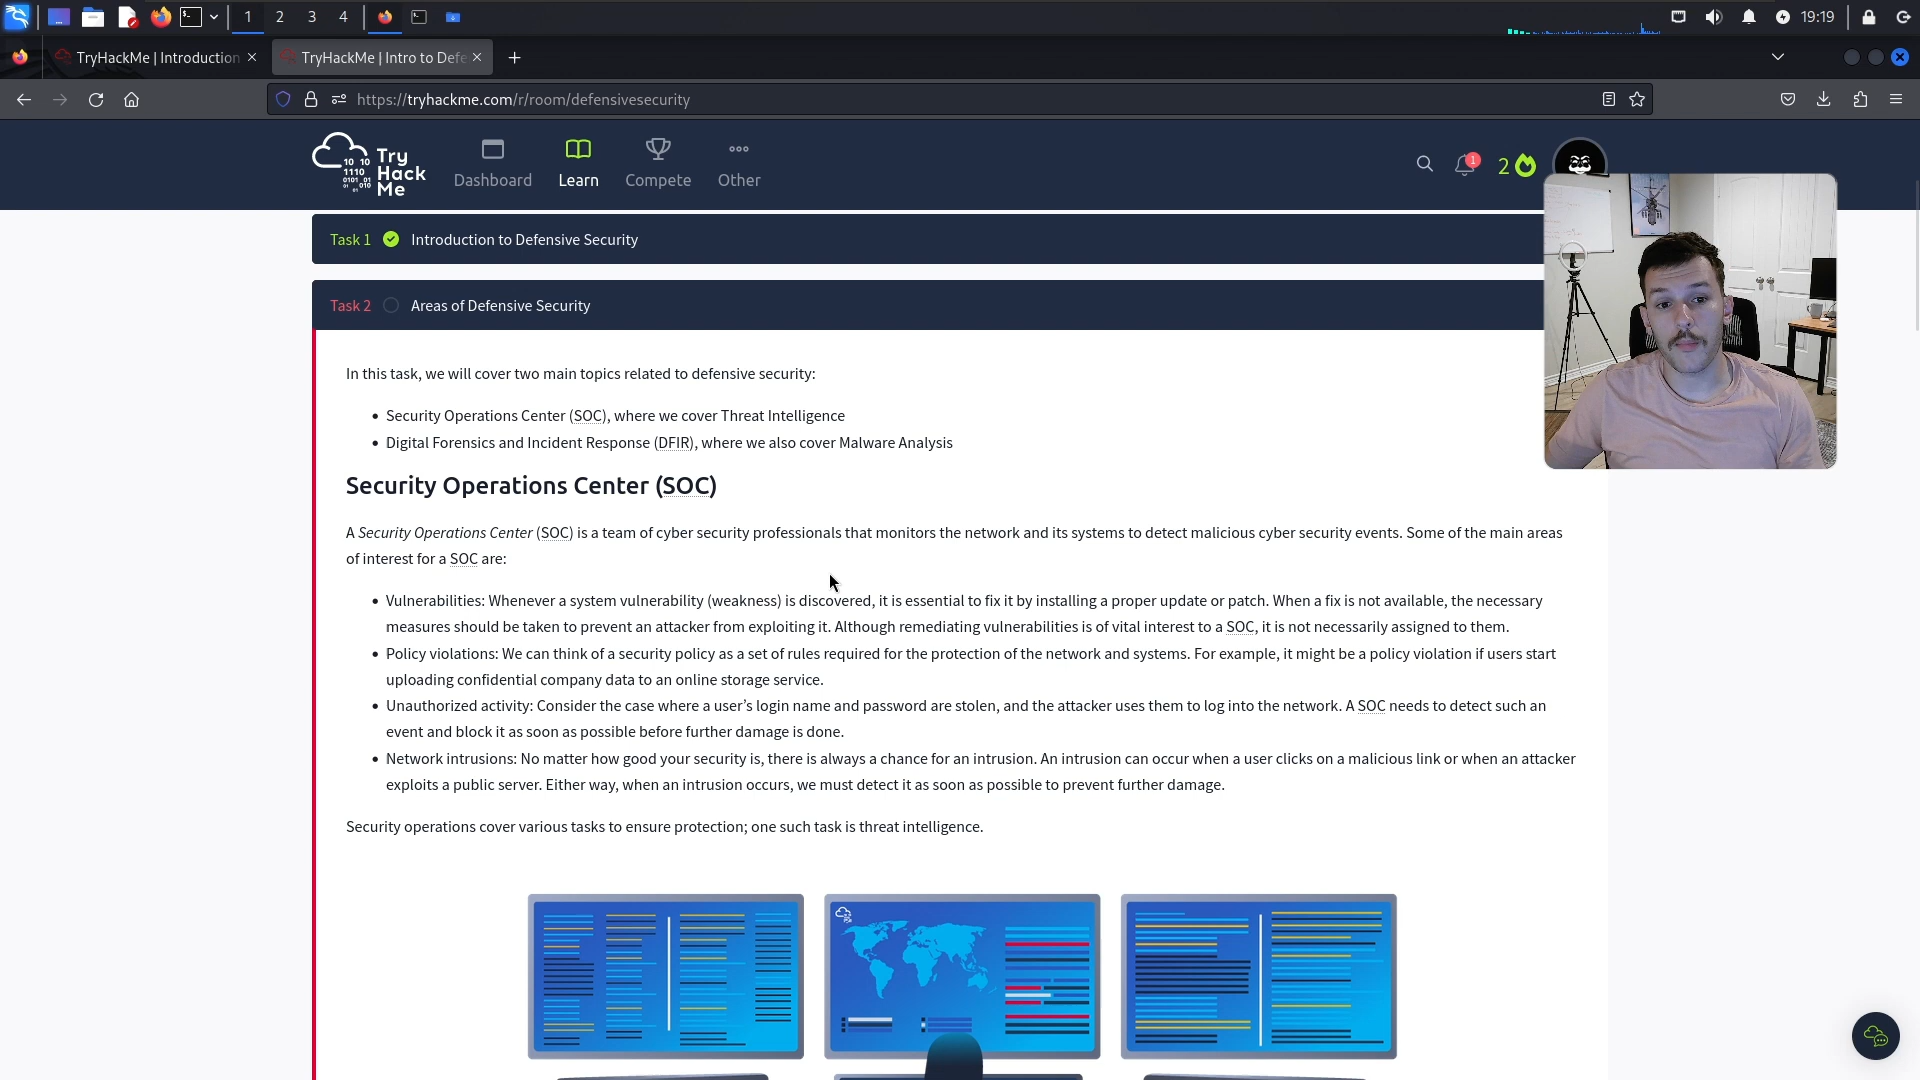 1 2 3 4 19:19
TryHackMe | Introduction TryHackMe | Intro to Defe
https://tryhackme.com/r/room/defensivesecurity
Try
Hack
Me
10 10
1110
0101 01
01 010
Dashboard Learn Compete Other
1
2
Task 1 Introduction to Defensive Security
Task 2 Areas of Defensive Security
In this task, we will cover two main topics related to defensive security:
• Security Operations Center (SOC), where we cover Threat Intelligence
• Digital Forensics and Incident Response (DFIR), where we also cover Malware Analysis
Security Operations Center (SOC)
A Security Operations Center (SOC) is a team of cyber security professionals that monitors the network and its systems to detect malicious cyber security events. Some of the main areas
of interest for a SOC are:
• Vulnerabilities: Whenever a system vulnerability (weakness) is discovered, it is essential to fix it by installing a proper update or patch. When a fix is not available, the necessary
measures should be taken to prevent an attacker from exploiting it. Although remediating vulnerabilities is of vital interest to a SOC, it is not necessarily assigned to them.
• Policy violations: We can think of a security policy as a set of rules required for the protection of the network and systems. For example, it might be a policy violation if users start
uploading confidential company data to an online storage service.
• Unauthorized activity: Consider the case where a user’s login name and password are stolen, and the attacker uses them to log into the network. A SOC needs to detect such an
event and block it as soon as possible before further damage is done.
• Network intrusions: No matter how good your security is, there is always a chance for an intrusion. An intrusion can occur when a user clicks on a malicious link or when an attacker
exploits a public server. Either way, when an intrusion occurs, we must detect it as soon as possible to prevent further damage.
Security operations cover various tasks to ensure protection; one such task is threat intelligence.